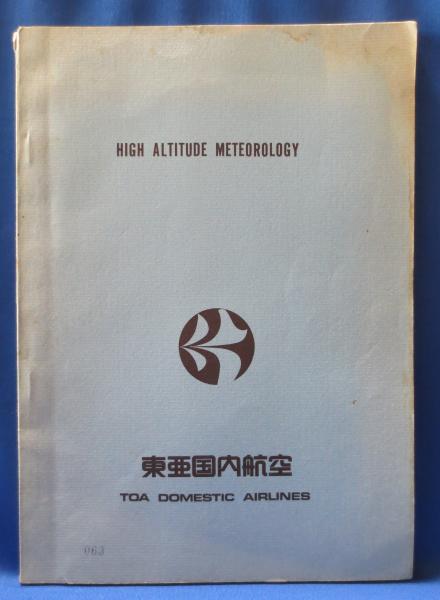 HIGH ALTITUDE METEOROLOGY
東亜国内航空
TOA DOMESTIC AIRLINES
063